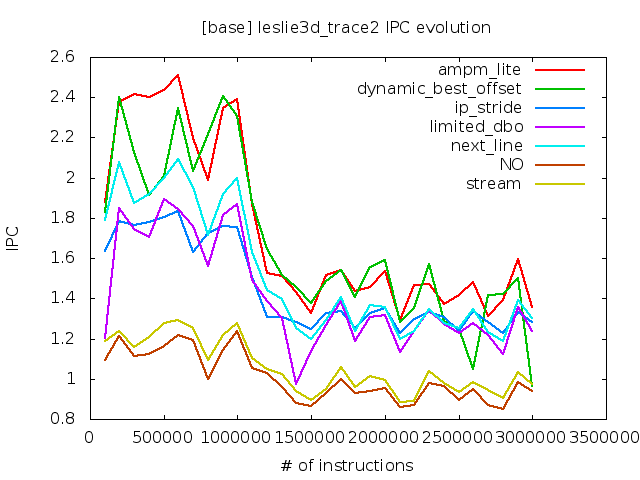 [base] leslie3d_trace2 IPC evolution
IPC
2.6
2.4
2.2
2
1.8
1.6
1.4
1.2
1
0.8
ampm_lite
dynamic_best_offset
ip_stride
limited_dbo
next_line
NO
stream
0 500000 1000000 1500000 2000000 2500000 3000000 3500000
# of instructions